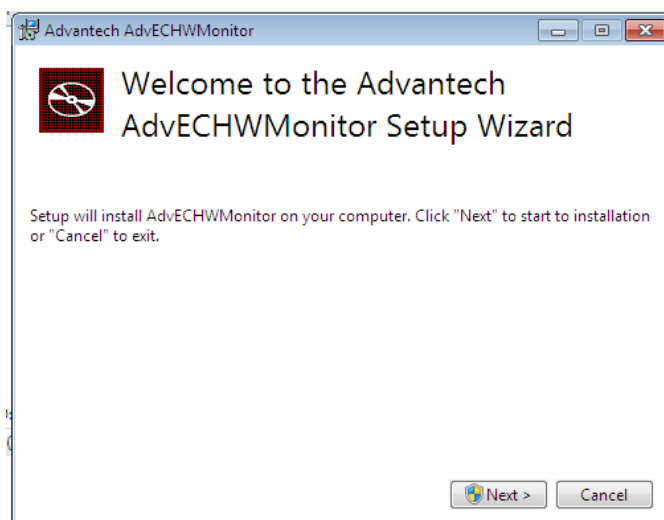 Advantech AdvECHWMonitor
Welcome to the Advantech
AdvECHWMonitor Setup Wizard
Setup will install AdvECHWMonitor on your computer. Click "Next" to start to installation
or "Cancel" to exit.
Next >
Cancel